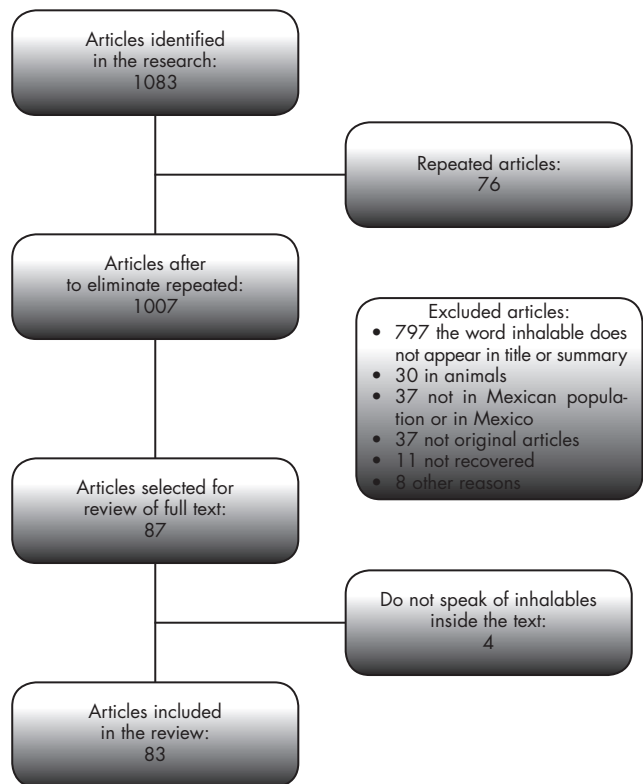 Articles identified
in the research:
1083
Repeated articles:
76
Articles after
to eliminate repeated:
1007
Excluded articles:
• 797 the word inhalable does
not appear in title or summary
• 30 in animals
• 37 not in Mexican popula-
tion or in Mexico
• 37 not original articles
• 11 not recovered
• 8 other reasons
Articles selected for
review of full text:
87
Do not speak of inhalables
inside the text:
4
Articles included
in the review:
83